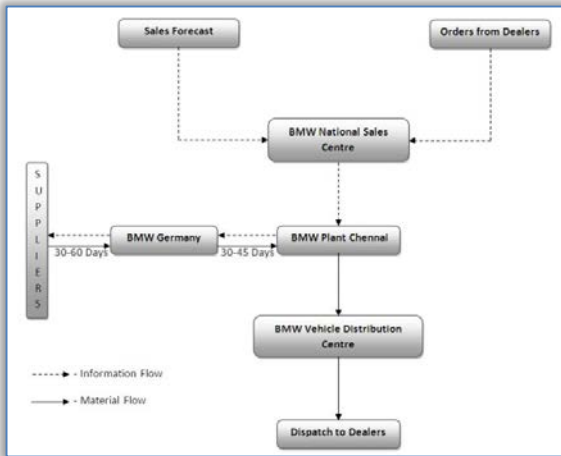 Sales Forecast
Orders from Dealers
BMW National Sales
Centre
SUPPLIERS
BMW Germany
BMW Plant Chennai
30-60 Days
30-45 Days
BMW Vehicle Distribution
Centre
- Information Flow
- Material Flow
Dispatch to Dealers